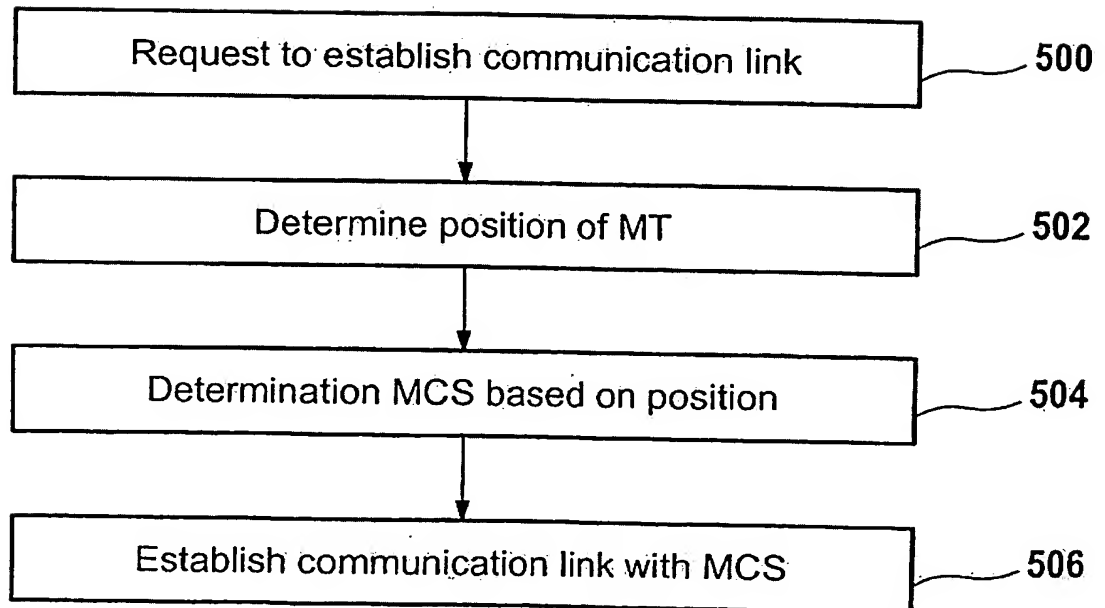 Request to establish communication link 500
Determine position of MT 502
Determination MCS based on position 504
Establish communication link with MCS 506